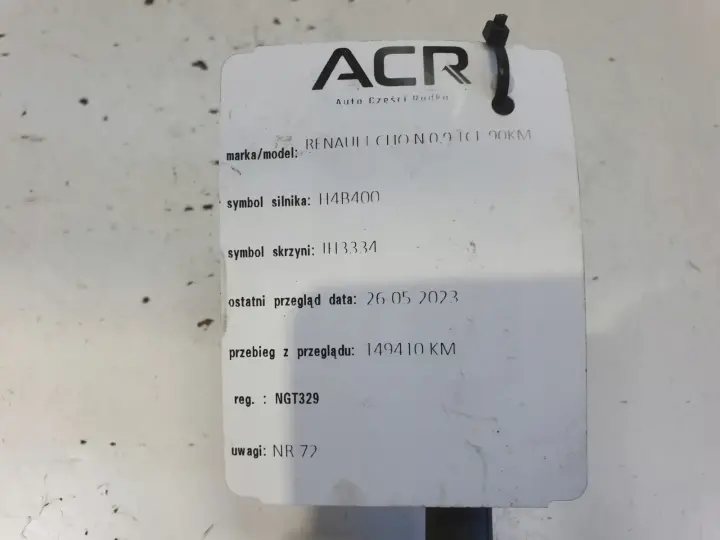 ACR
Auto Części Rudka
marka/model: RENAULT CLIO IV 0.9 TCE 90KM
symbol silnika: H4B400
symbol skrzyni: JH3334
ostatni przegląd data: 26-05-2023
przebieg z przeglądu: 149410 KM
reg. : NGT329
uwagi: NR 72